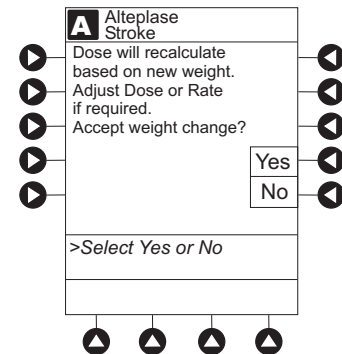 A Alteplase
Stroke
Dose will recalculate
based on new weight.
Adjust Dose or Rate
if required.
Accept weight change?
Yes
No
>Select Yes or No